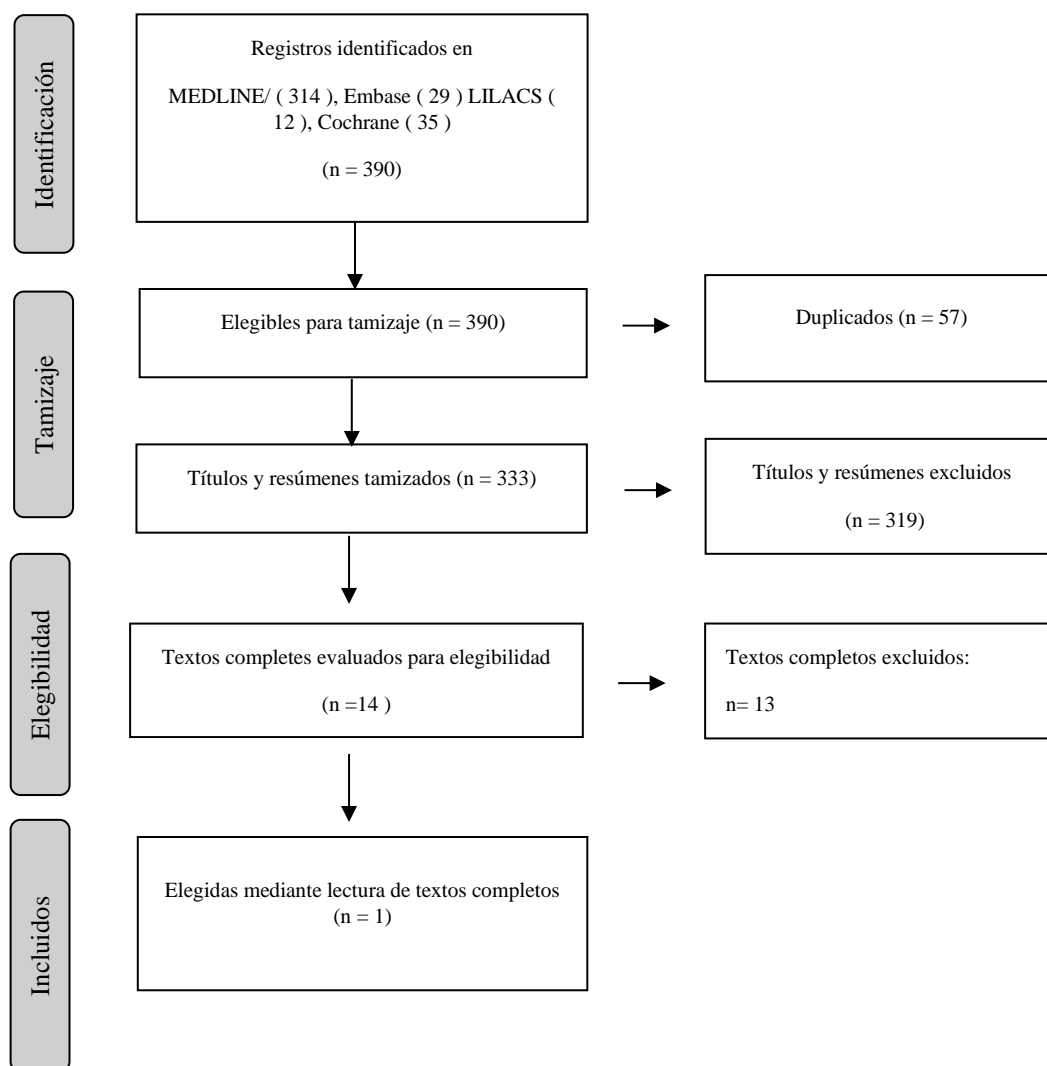 Identificación
Registros identificados en
MEDLINE/ ( 314 ), Embase ( 29 ) LILACS (
12 ), Cochrane ( 35 )
(n = 390)
Tamizaje
Elegibles para tamizaje (n = 390)
Duplicados (n = 57)
Títulos y resúmenes tamizados (n = 333)
Títulos y resúmenes excluidos
(n = 319)
Elegibilidad
Textos completes evaluados para elegibilidad
(n =14 )
Textos completos excluidos:
n= 13
Incluidos
Elegidas mediante lectura de textos completos
(n = 1)